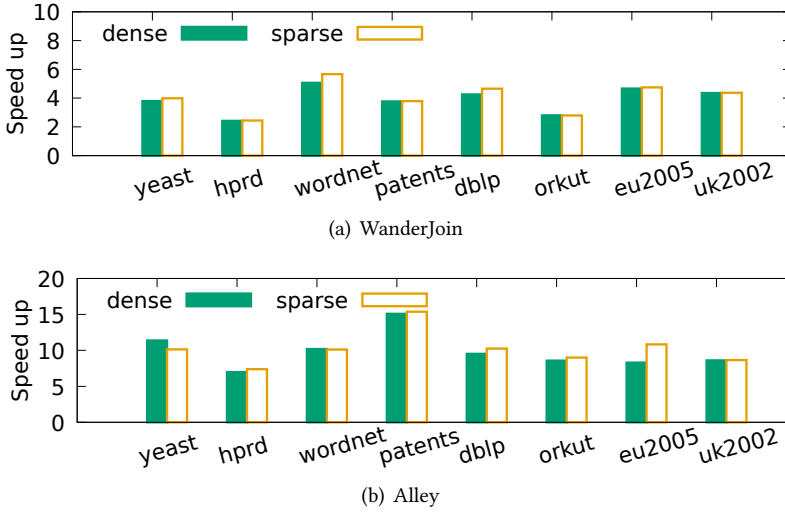 10
8
6
4
2
0
Speed up
dense sparse
yeast hprd wordnet patents dblp orkut eu2005 uk2002
(a) WanderJoin
20
15
10
5
0
Speed up
dense sparse
yeast hprd wordnet patents dblp orkut eu2005 uk2002
(b) Alley